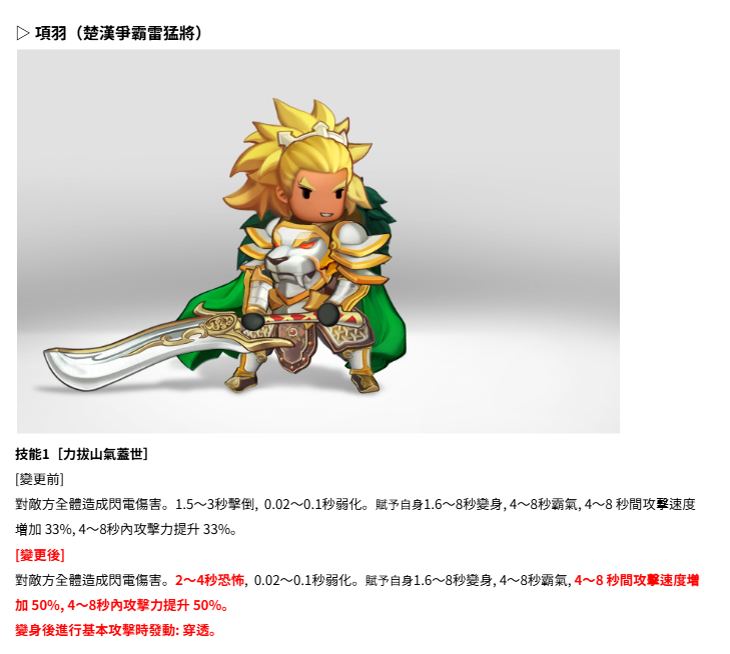 ▷ 項羽（楚漢爭霸雷猛將）
技能1［力拔山氣蓋世］
[變更前]
對敵方全體造成閃電傷害。1.5～3秒擊倒, 0.02～0.1秒弱化。賦予自身1.6～8秒變身, 4～8秒霸氣, 4～8 秒間攻擊速度
增加 33%, 4～8秒內攻擊力提升 33%。
[變更後]
對敵方全體造成閃電傷害。2～4秒恐怖, 0.02～0.1秒弱化。賦予自身1.6～8秒變身, 4～8秒霸氣, 4～8 秒間攻擊速度增
加 50%, 4～8秒內攻擊力提升 50%。
變身後進行基本攻擊時發動: 穿透。